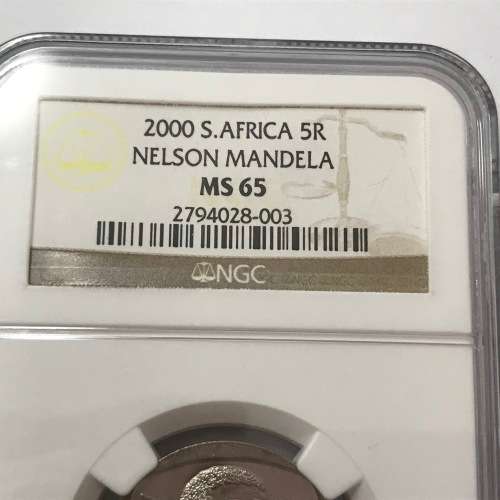 2000 S.AFRICA 5R
NELSON MANDELA
MS 65
2794028-003
NGC